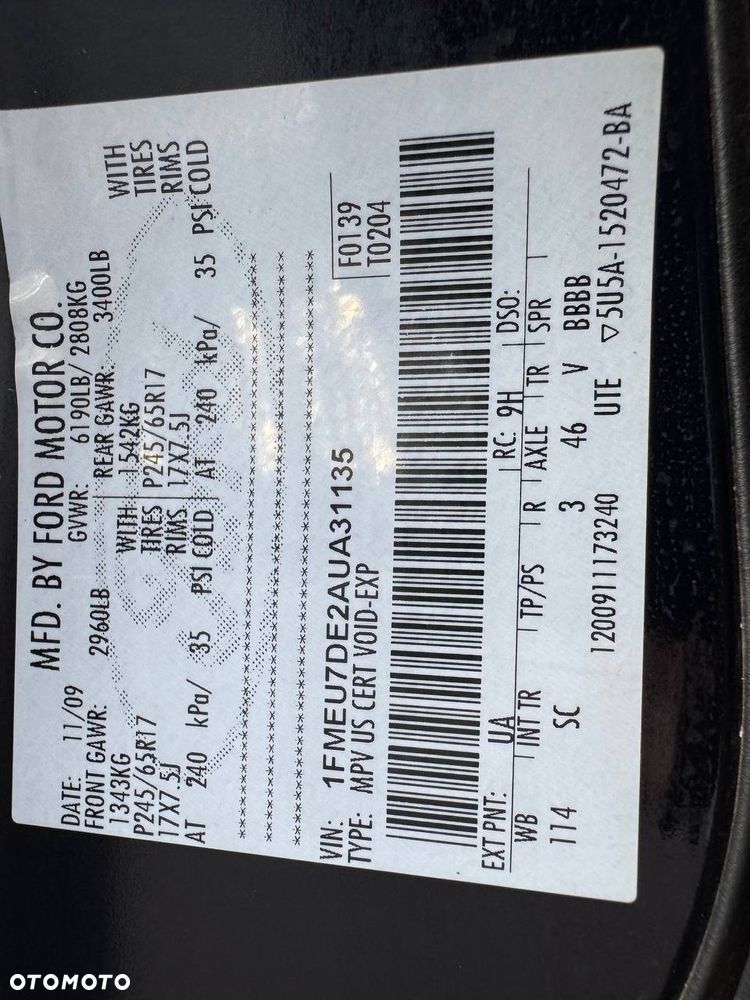 MFD. BY FORD MOTOR CO.
DATE: 11/09 GVWR: 6190LB/ 2808KG
FRONT GAWR: 2960LB REAR GAWR: 3400LB
1343KG WITH 1542KG WITH
P245/65R17 TIRES P245/65R17 TIRES
17X7.5J RIMS 17X7.5J RIMS
AT 240 kPa/ 35 PSI COLD AT 240 kPa/ 35 PSI COLD
VIN: 1FMEU7DE2AUA31135 F0139
TYPE: MPV US CERT VOID-EXP T0204
EXT PNT: UA RC: 9H DSO:
WB INT TR TP/PS R AXLE TR SPR
114 SC 3 46 V BBBB
1200911173240 UTE ▽5U5A-1520472-BA
OTOMOTO